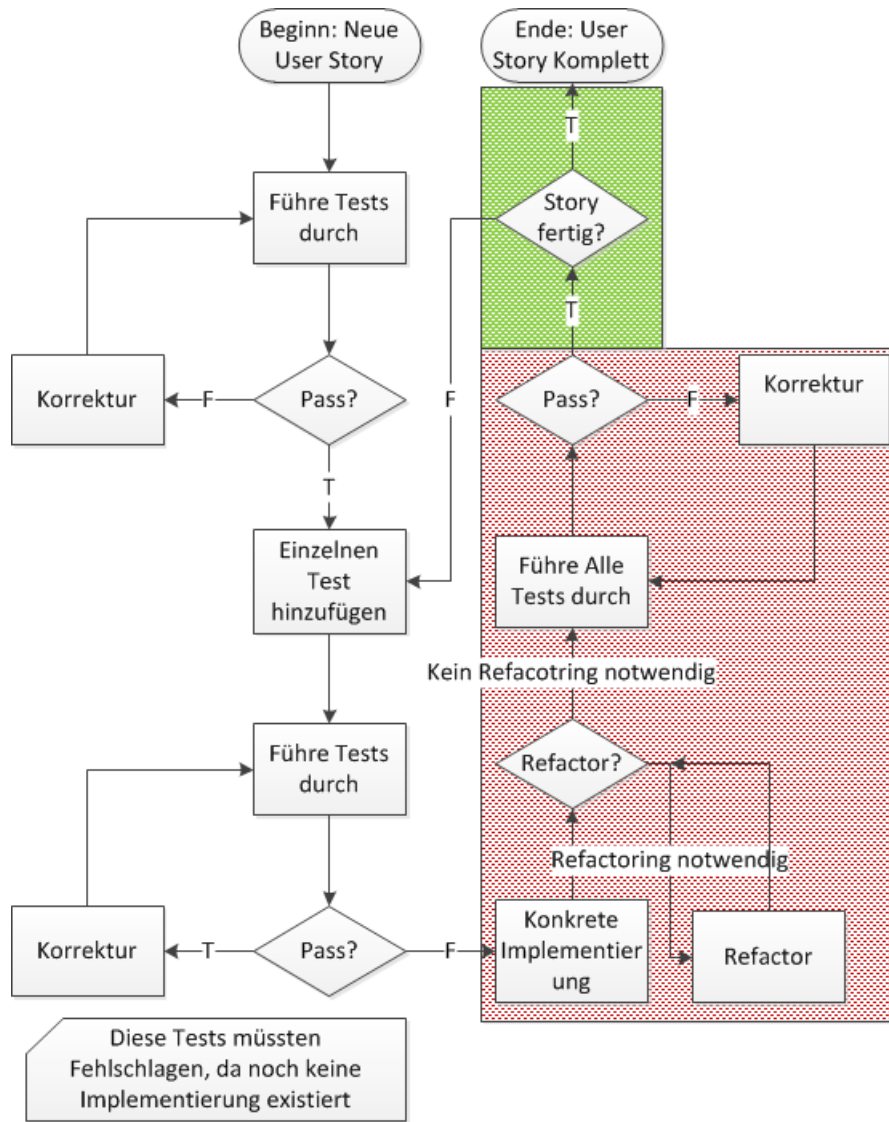 Beginn: Neue
User Story
Ende: User
Story Komplett
T
Führe Tests
durch
Story
fertig?
T
Korrektur
F
Pass?
F
Pass?
F
Korrektur
T
Einzelnen
Test
hinzufügen
Führe Alle
Tests durch
Kein Refacotring notwendig
Führe Tests
durch
Refactor?
Refactoring notwendig
Korrektur
T
Pass?
F
Konkrete
Implementier
ung
Refactor
Diese Tests müssten
Fehlschlagen, da noch keine
Implementierung existiert